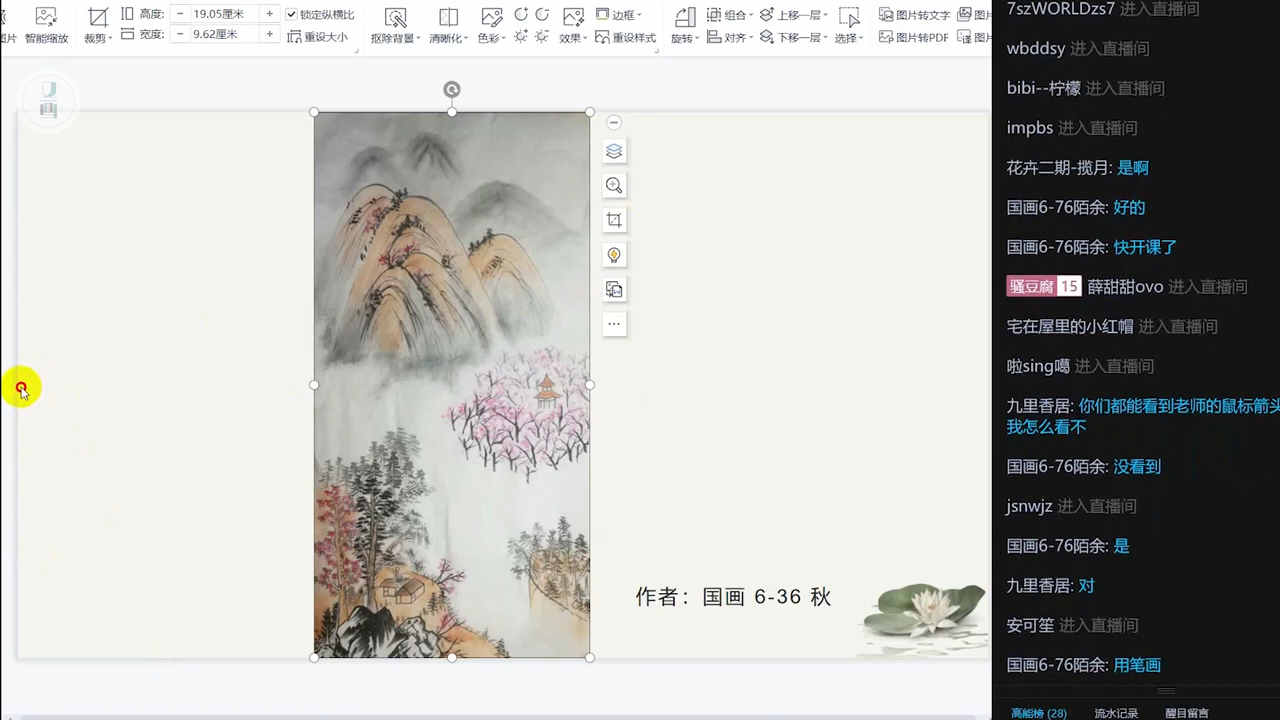 高度:
19.05厘米
锁定纵横比
边框
组合
上移一层
图片转文字
图片
智能缩放
裁剪
宽度:
9.62厘米
重设大小
抠除背景
清晰化
色彩
效果
重设样式
旋转
对齐
下移一层
选择
图片转PDF
作者：国画 6-36 秋
7szWORLDzs7 进入直播间
wbddsy 进入直播间
bibi--柠檬 进入直播间
impbs 进入直播间
花卉二期-揽月: 是啊
国画6-76陌余: 好的
国画6-76陌余: 快开课了
骚豆腐 15 薛甜甜ovo 进入直播间
宅在屋里的小红帽 进入直播间
啦sing噶 进入直播间
九里香居: 你们都能看到老师的鼠标箭头
我怎么看不
国画6-76陌余: 没看到
jsnwjz 进入直播间
国画6-76陌余: 是
九里香居: 对
安可笙 进入直播间
国画6-76陌余: 用笔画
高能榜 (28)
流水记录
醒目留言